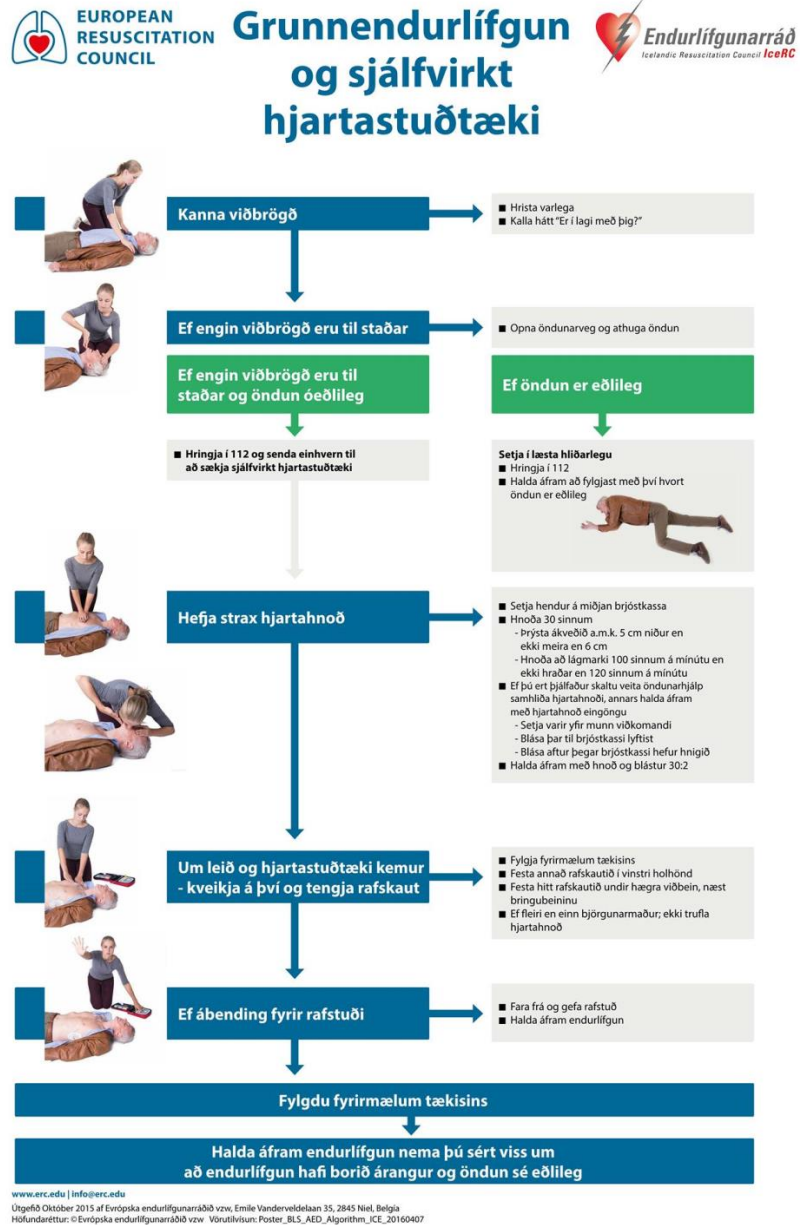 EUROPEAN
RESUSCITATION
COUNCIL
Grunnendurlífgun
og sjálfvirkt
hjartastuðtæki
Endurlífgunarráð
Icelandic Resuscitation Council IceRC
Kanna viðbrögð
■ Hrista varlega
■ Kalla hátt "Er í lagi með þig?"
Ef engin viðbrögð eru til staðar
■ Opna öndunarveg og athuga öndun
Ef engin viðbrögð eru til
staðar og öndun óeðlileg
Ef öndun er eðlileg
■ Hringja í 112 og senda einhvern til
að sækja sjálfvirkt hjartastuðtæki
Setja í læsta hliðarlegu
■ Hringja í 112
■ Halda áfram að fylgjast með því hvort
öndun er eðlileg
Hefja strax hjartahnoð
■ Setja hendur á miðjan brjóstkassa
■ Hnoða 30 sinnum
- Þrýsta ákveðið a.m.k. 5 cm niður en
ekki meira en 6 cm
- Hnoða að lágmarki 100 sinnum á mínútu en
ekki hraðar en 120 sinnum á mínútu
■ Ef þú ert þjálfaður skaltu veita öndunarhjálp
samhliða hjartahnoði, annars halda áfram
með hjartahnoð eingöngu
- Setja varir yfir munn viðkomandi
- Blása þar til brjóstkassi lyftist
- Blása aftur þegar brjóstkassi hefur hnigið
■ Halda áfram með hnoð og blástur 30:2
Um leið og hjartastuðtæki kemur
- kveikja á því og tengja rafskaut
■ Fylgja fyrirmælum tækisins
■ Festa annað rafskautið í vinstri holhönd
■ Festa hitt rafskautið undir hægra viðbein, næst
bringubeininu
■ Ef fleiri en einn björgunarmaður; ekki trufla
hjartahnoð
Ef ábending fyrir rafstuði
■ Fara frá og gefa rafstuð
■ Halda áfram endurlífgun
Fylgdu fyrirmælum tækisins
Halda áfram endurlífgun nema þú sért viss um
að endurlífgun hafi borið árangur og öndun sé eðlileg
www.erc.edu | info@erc.edu
Útgefið Október 2015 af Evrópska endurlífgunarráðið vzw, Emile Vanderveldelaan 35, 2845 Niel, Belgía
Höfundaréttur: © Evrópska endurlífgunarráðið vzw Vörutilvísun: Poster_BLS_AED_Algorithm_ICE_20160407